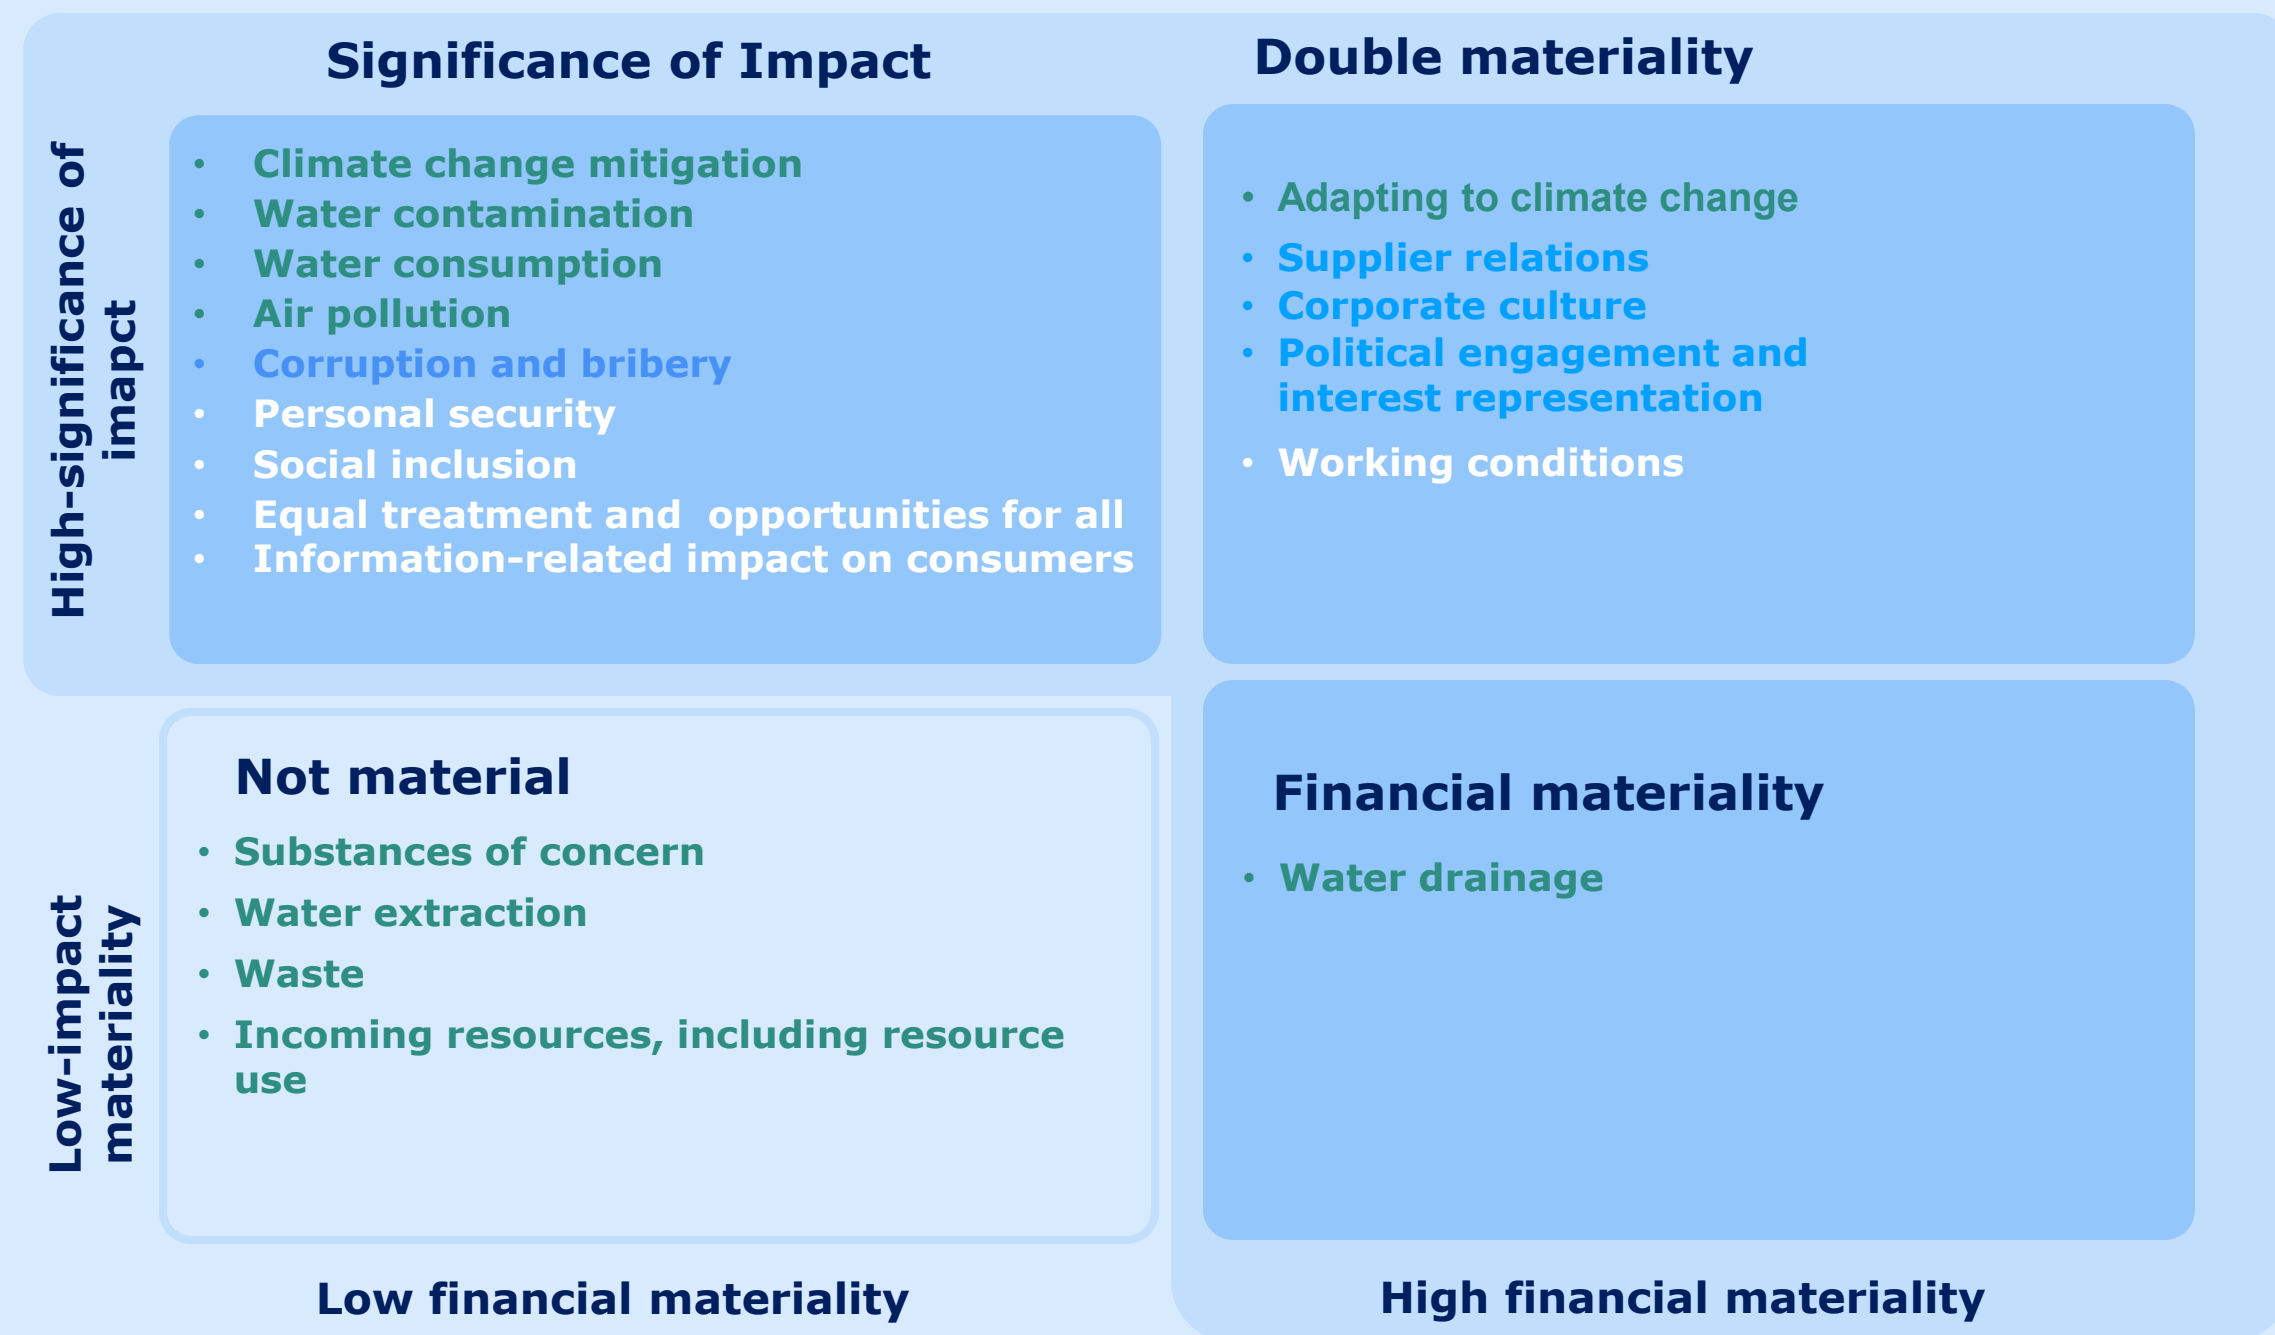 Significance of Impact
High-significance of
imapct
• Climate change mitigation
• Water contamination
• Water consumption
• Air pollution
• Corruption and bribery
• Personal security
• Social inclusion
• Equal treatment and  opportunities for all
• Information-related impact on consumers
Double materiality
• Adapting to climate change
• Supplier relations
• Corporate culture
• Political engagement and
interest representation
• Working conditions
Low-impact
materiality
Not material
• Substances of concern
• Water extraction
• Waste
• Incoming resources, including resource
use
Financial materiality
• Water drainage
Low financial materiality
High financial materiality